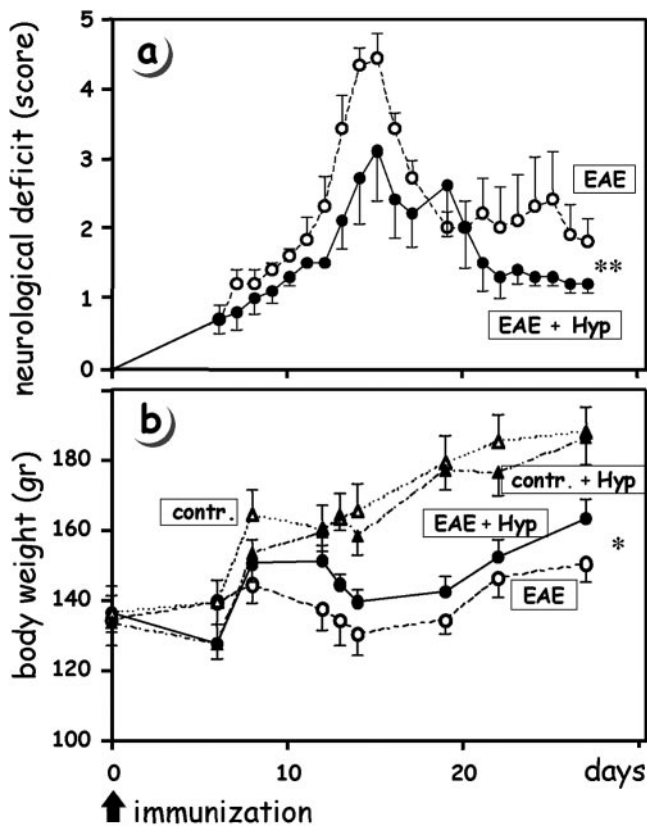 neurological deficit (score)
5
4
3
2
1
0
a
EAE
**
EAE + Hyp
body weight (gr)
180
160
140
120
100
b
contr.
contr. + Hyp
EAE + Hyp
*
EAE
0
10
20
days
immunization